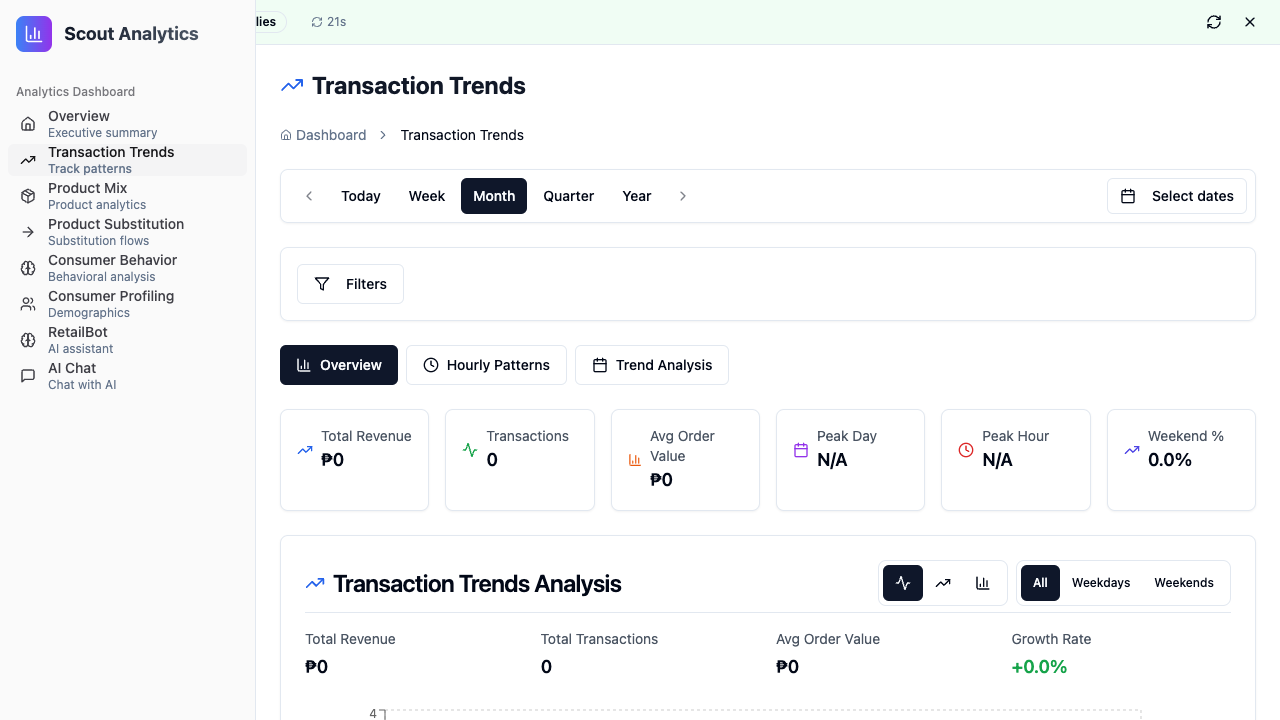 Scout Analytics
lies
21s
Analytics Dashboard
Overview
Executive summary
Transaction Trends
Track patterns
Product Mix
Product analytics
Product Substitution
Substitution flows
Consumer Behavior
Behavioral analysis
Consumer Profiling
Demographics
RetailBot
AI assistant
AI Chat
Chat with AI
Transaction Trends
Dashboard
Transaction Trends
Today
Week
Month
Quarter
Year
Select dates
Filters
Overview
Hourly Patterns
Trend Analysis
Total Revenue
₱0
Transactions
0
Avg Order
Value
₱0
Peak Day
N/A
Peak Hour
N/A
Weekend %
0.0%
Transaction Trends Analysis
All
Weekdays
Weekends
Total Revenue
₱0
Total Transactions
0
Avg Order Value
₱0
Growth Rate
+0.0%
4